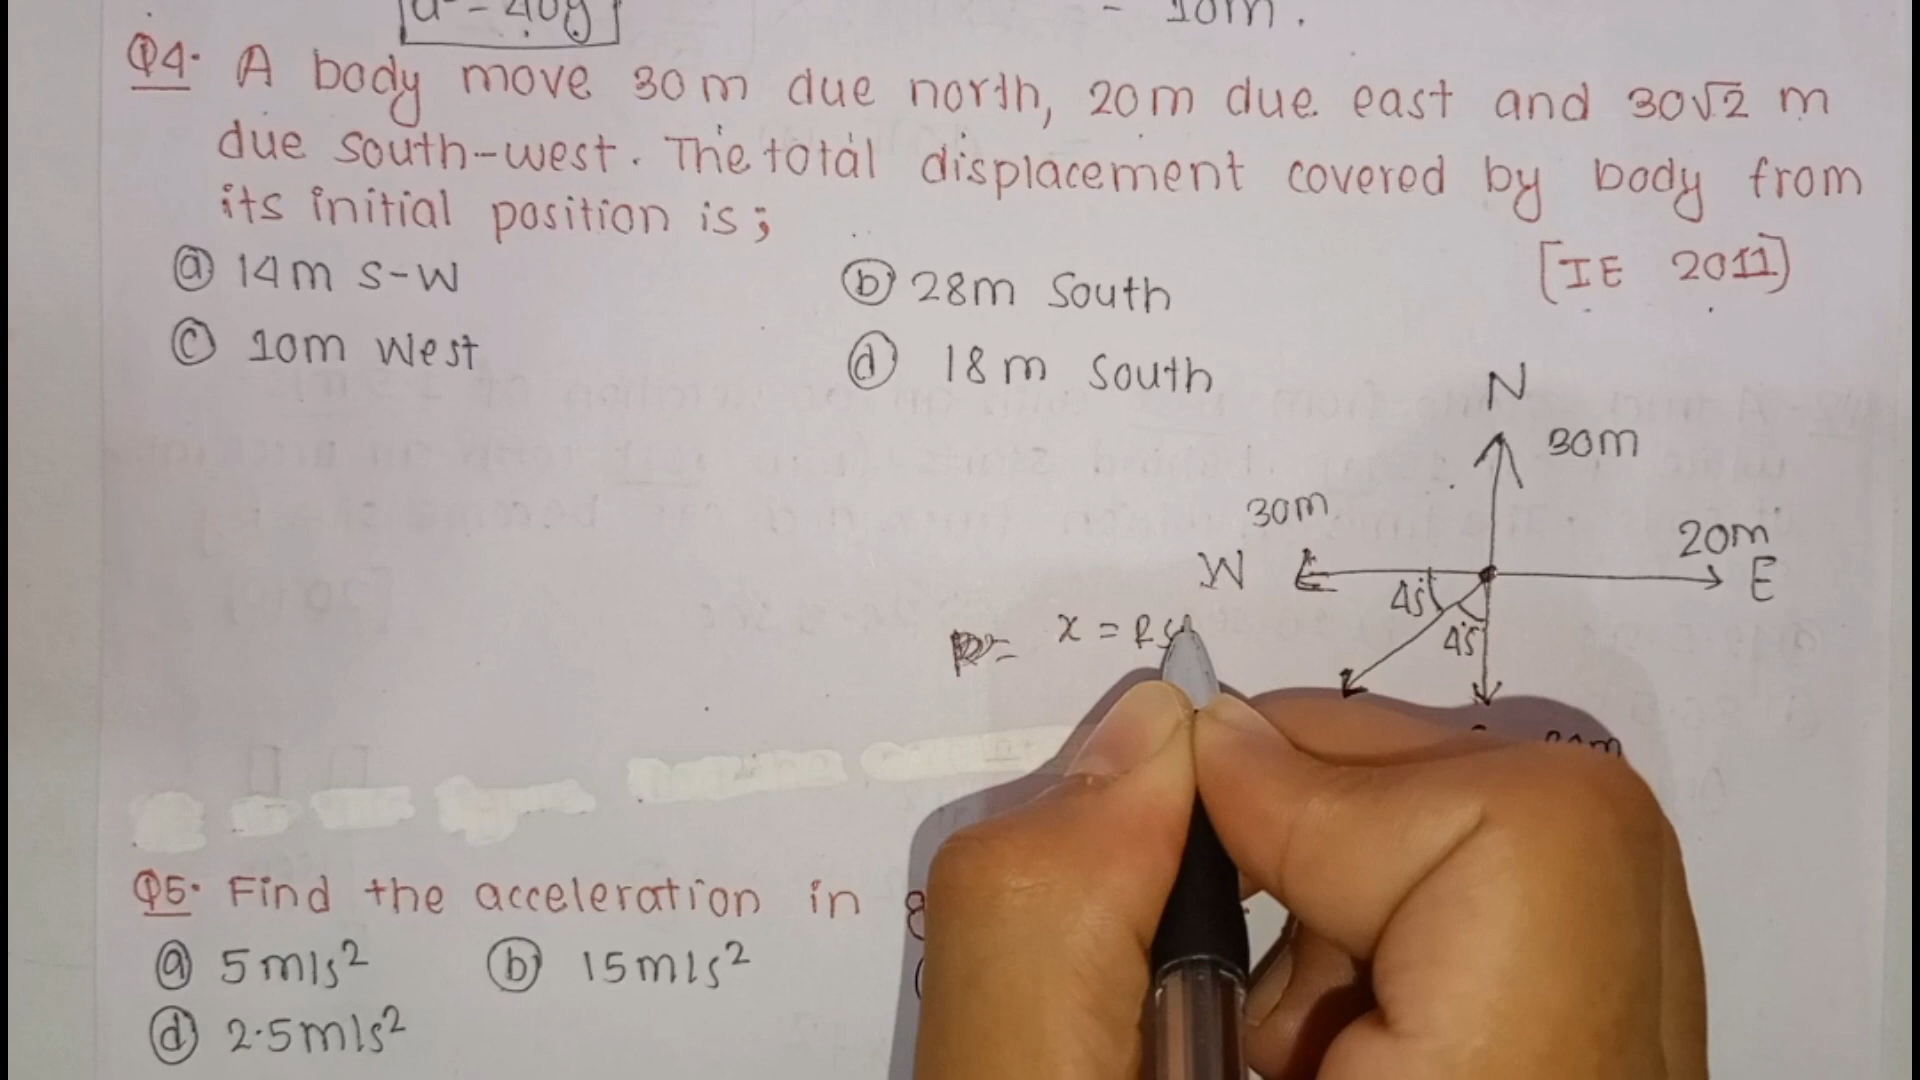 - 10m.
Q4. A body move 30m due north, 20m due east and 30√2 m
due south-west. The total displacement covered by body from
its initial position is;
[IE 2011]
ⓐ 14m S-W
ⓑ 28m South
ⓒ 10m West
ⓓ 18m South
N
30m
30m
20m
W
E
45
45
x = R
Q5. Find the acceleration in
ⓐ 5m/s²
ⓑ 15m/s²
ⓓ 2.5m/s²